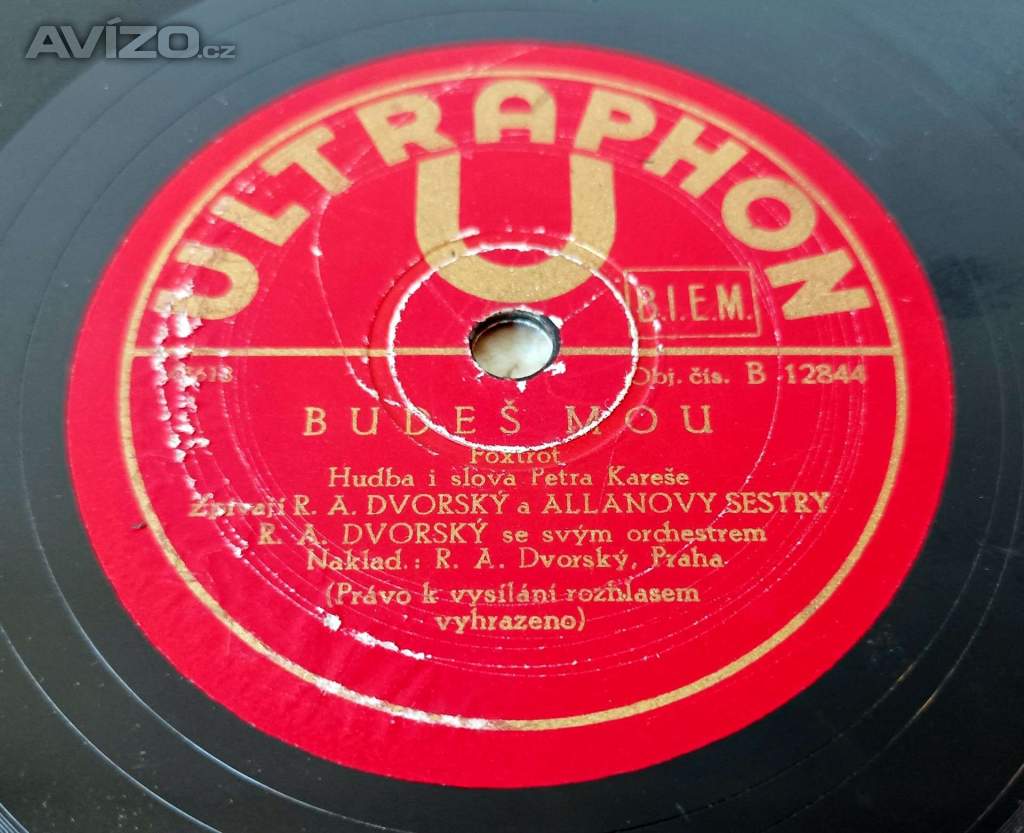 AVÍZO.cz
ULTRAPHON
U
B.I.E.M.
Obj. čís. B 12844
BUDEŠ MOU
Foxtrot
Hudba i slova Petra Kareše
Zpívají R. A. DVORSKÝ a ALLANOVY SESTRY
R. A. DVORSKÝ se svým orchestrem
Naklad.: R. A. Dvorský, Praha
(Právo k vysílání rozhlasem
vyhrazeno)